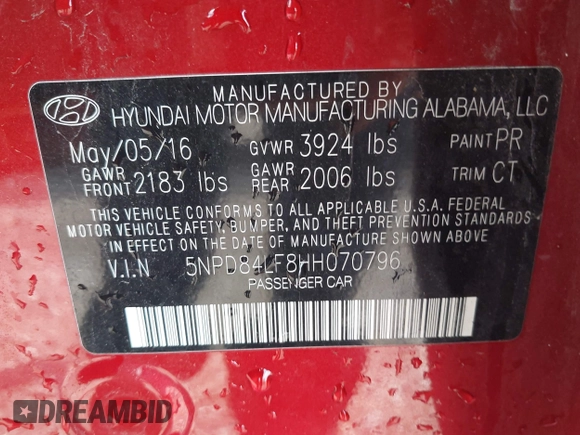 MANUFACTURED BY
HYUNDAI MOTOR MANUFACTURING ALABAMA, LLC
May/05/16 GVWR 3924 lbs PAINT PR
GAWR FRONT 2183 lbs GAWR REAR 2006 lbs TRIM CT
THIS VEHICLE CONFORMS TO ALL APPLICABLE U.S.A. FEDERAL
MOTOR VEHICLE SAFETY, BUMPER, AND THEFT PREVENTION STANDARDS
IN EFFECT ON THE DATE OF MANUFACTURE SHOWN ABOVE.
V.I.N 5NPD84LF8HH070796
PASSENGER CAR
DREAMBID